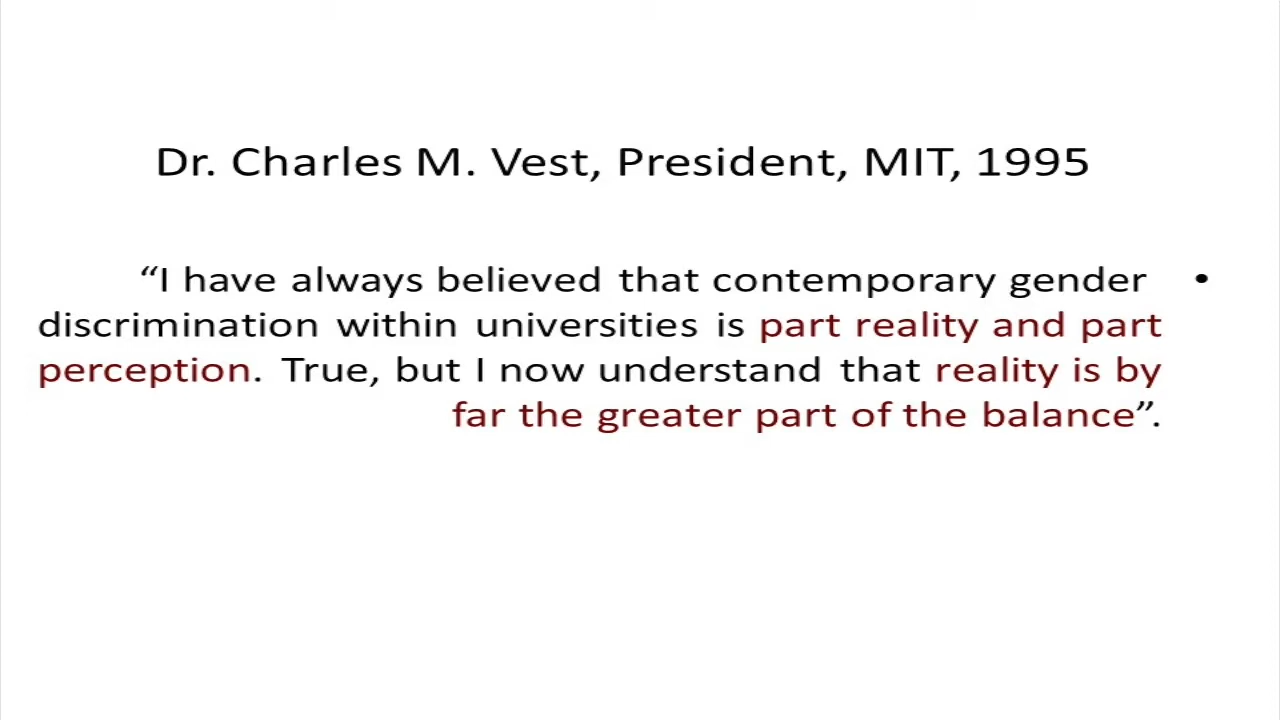 Dr. Charles M. Vest, President, MIT, 1995
“I have always believed that contemporary gender •
discrimination within universities is part reality and part
perception. True, but I now understand that reality is by
far the greater part of the balance”.